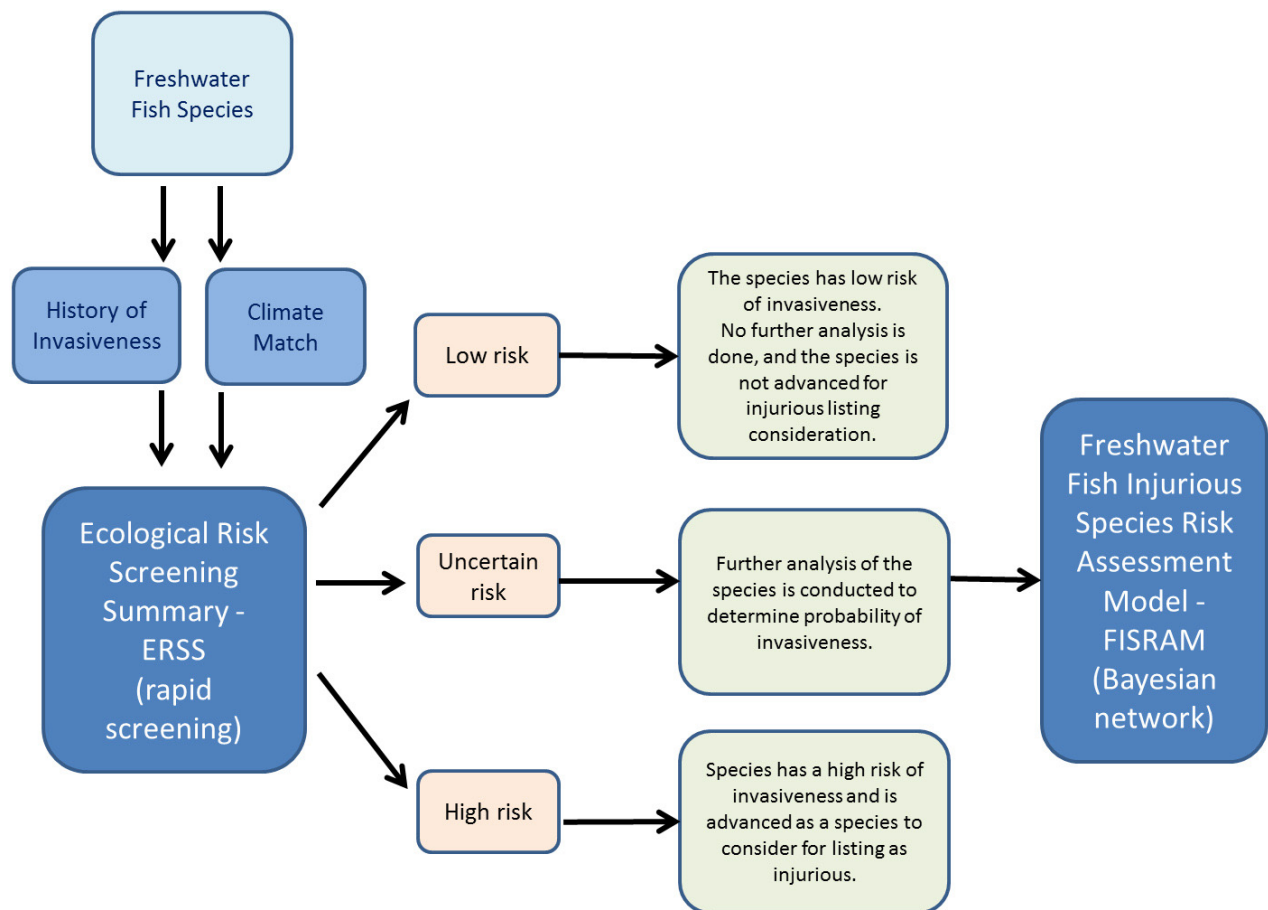 Freshwater
Fish Species
History of
Invasiveness
Climate
Match
Ecological Risk
Screening
Summary -
ERSS
(rapid
screening)
Low risk
The species has low risk
of invasiveness.
No further analysis is
done, and the species is
not advanced for
injurious listing
consideration.
Uncertain
risk
Further analysis of the
species is conducted to
determine probability of
invasiveness.
High risk
Species has a high risk of
invasiveness and is
advanced as a species to
consider for listing as
injurious.
Freshwater
Fish Injurious
Species Risk
Assessment
Model -
FISRAM
(Bayesian
network)